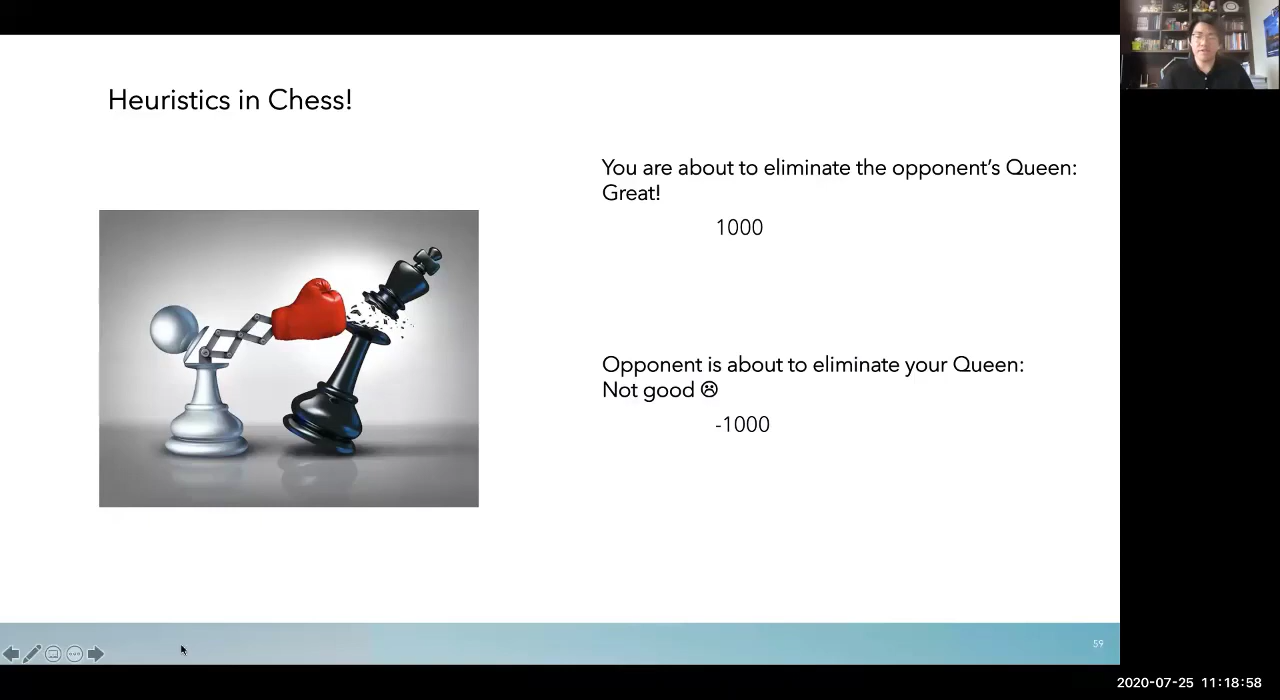 Heuristics in Chess!
You are about to eliminate the opponent's Queen:
Great!
1000
Opponent is about to eliminate your Queen:
Not good ☹
-1000
59
2020-07-25 11:18:58